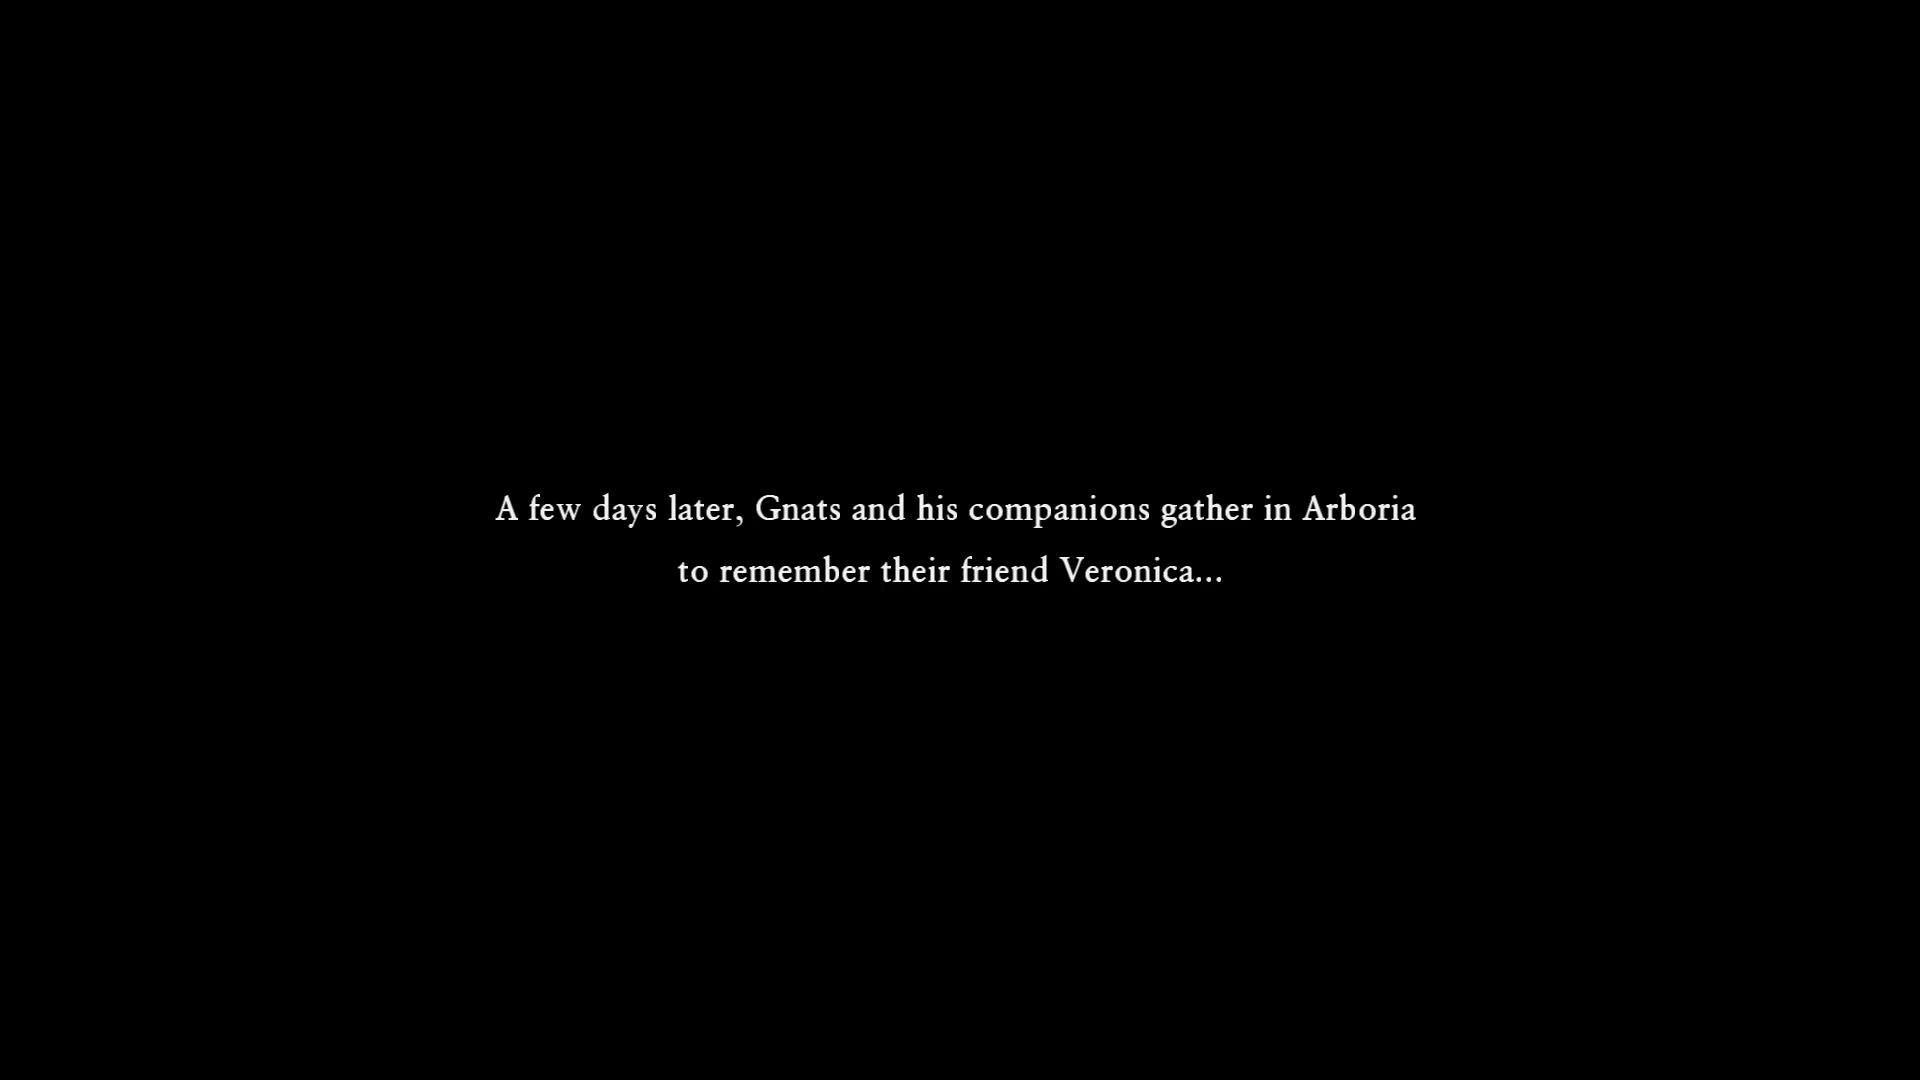 A few days later, Gnats and his companions gather in Arboria
to remember their friend Veronica...